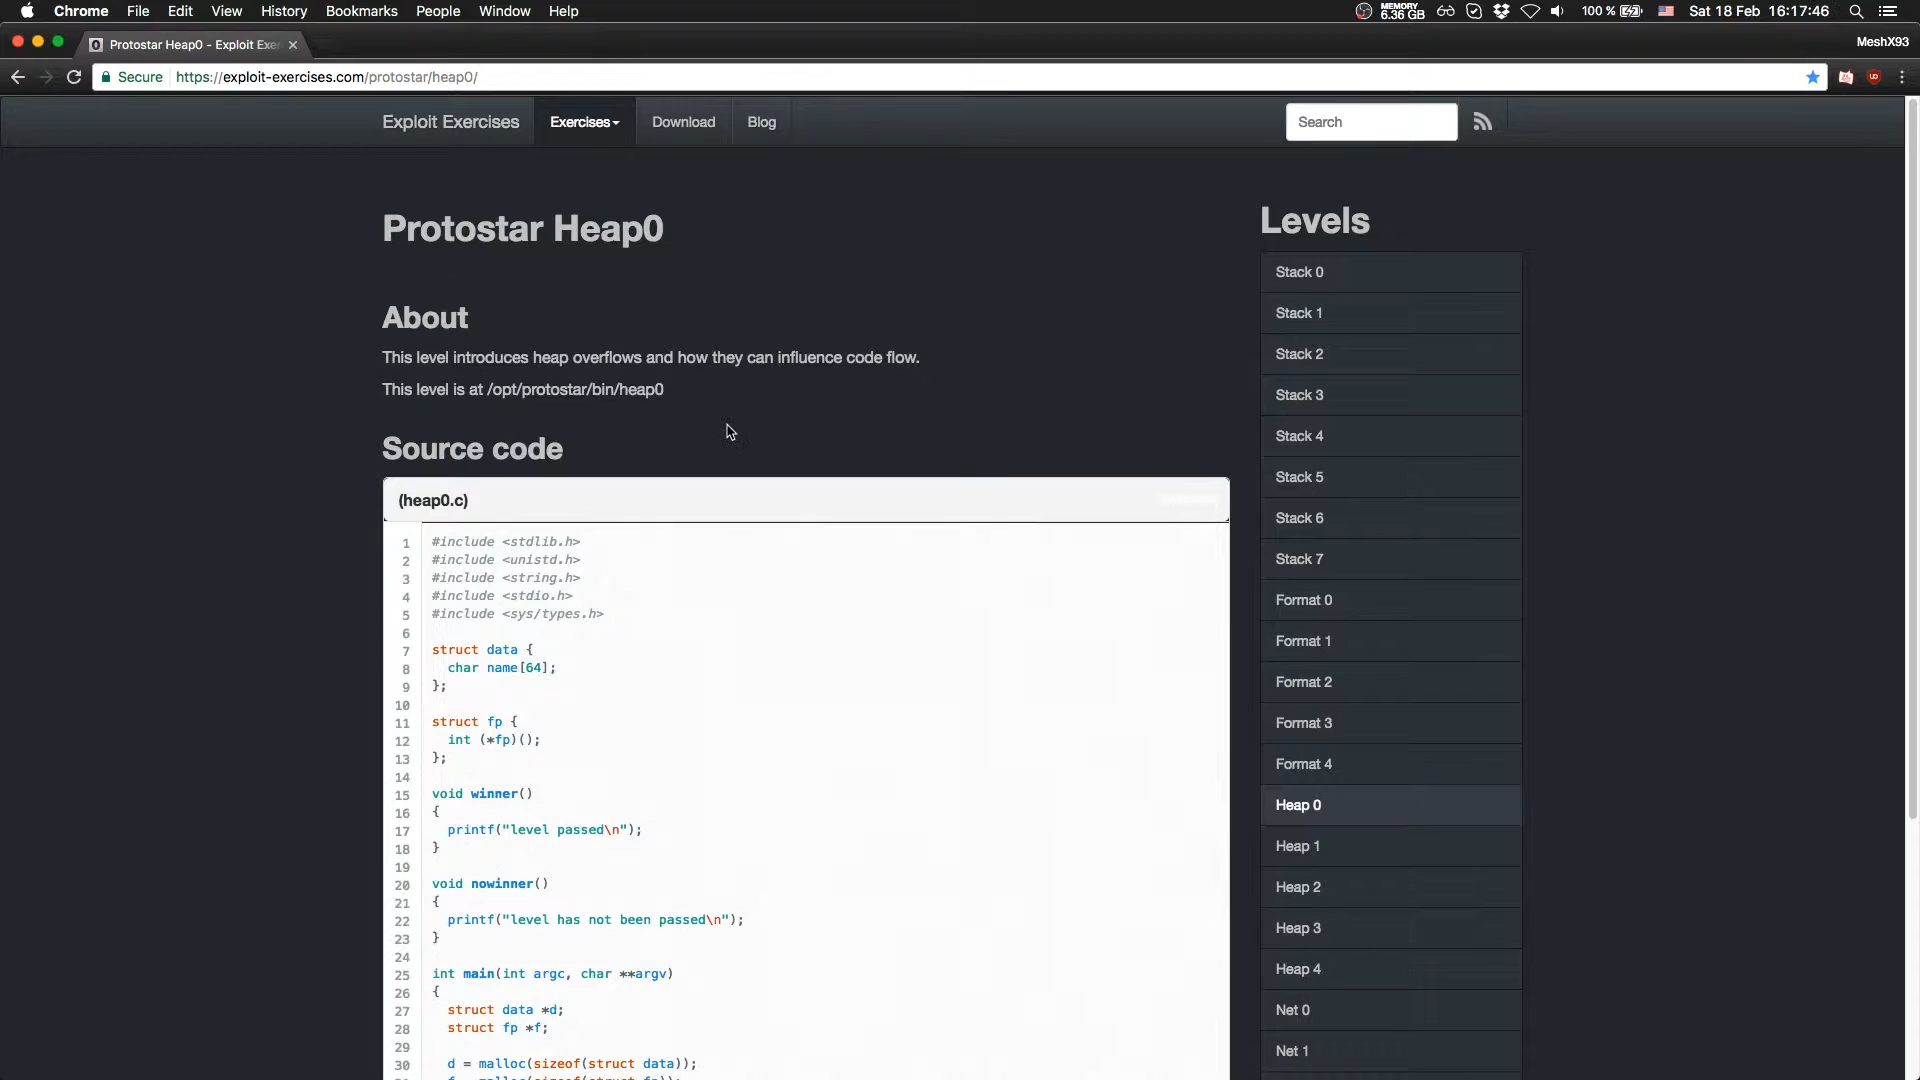 Chrome File Edit View History Bookmarks People Window Help MEMORY 6.36 GB 100 % Sat 18 Feb 16:17:46
Protostar Heap0 - Exploit Exer MeshX93
Secure https://exploit-exercises.com/protostar/heap0/
Exploit Exercises Exercises Download Blog Search
Protostar Heap0
About
This level introduces heap overflows and how they can influence code flow.
This level is at /opt/protostar/bin/heap0
Source code
(heap0.c)
1 #include <stdlib.h>
2 #include <unistd.h>
3 #include <string.h>
4 #include <stdio.h>
5 #include <sys/types.h>
6
7 struct data {
8 char name[64];
9 };
10
11 struct fp {
12 int (*fp)();
13 };
14
15 void winner()
16 {
17 printf("level passed\n");
18 }
19
20 void nowinner()
21 {
22 printf("level has not been passed\n");
23 }
24
25 int main(int argc, char **argv)
26 {
27 struct data *d;
28 struct fp *f;
29
30 d = malloc(sizeof(struct data));
f = malloc(sizeof(struct fp));
Levels
Stack 0
Stack 1
Stack 2
Stack 3
Stack 4
Stack 5
Stack 6
Stack 7
Format 0
Format 1
Format 2
Format 3
Format 4
Heap 0
Heap 1
Heap 2
Heap 3
Heap 4
Net 0
Net 1